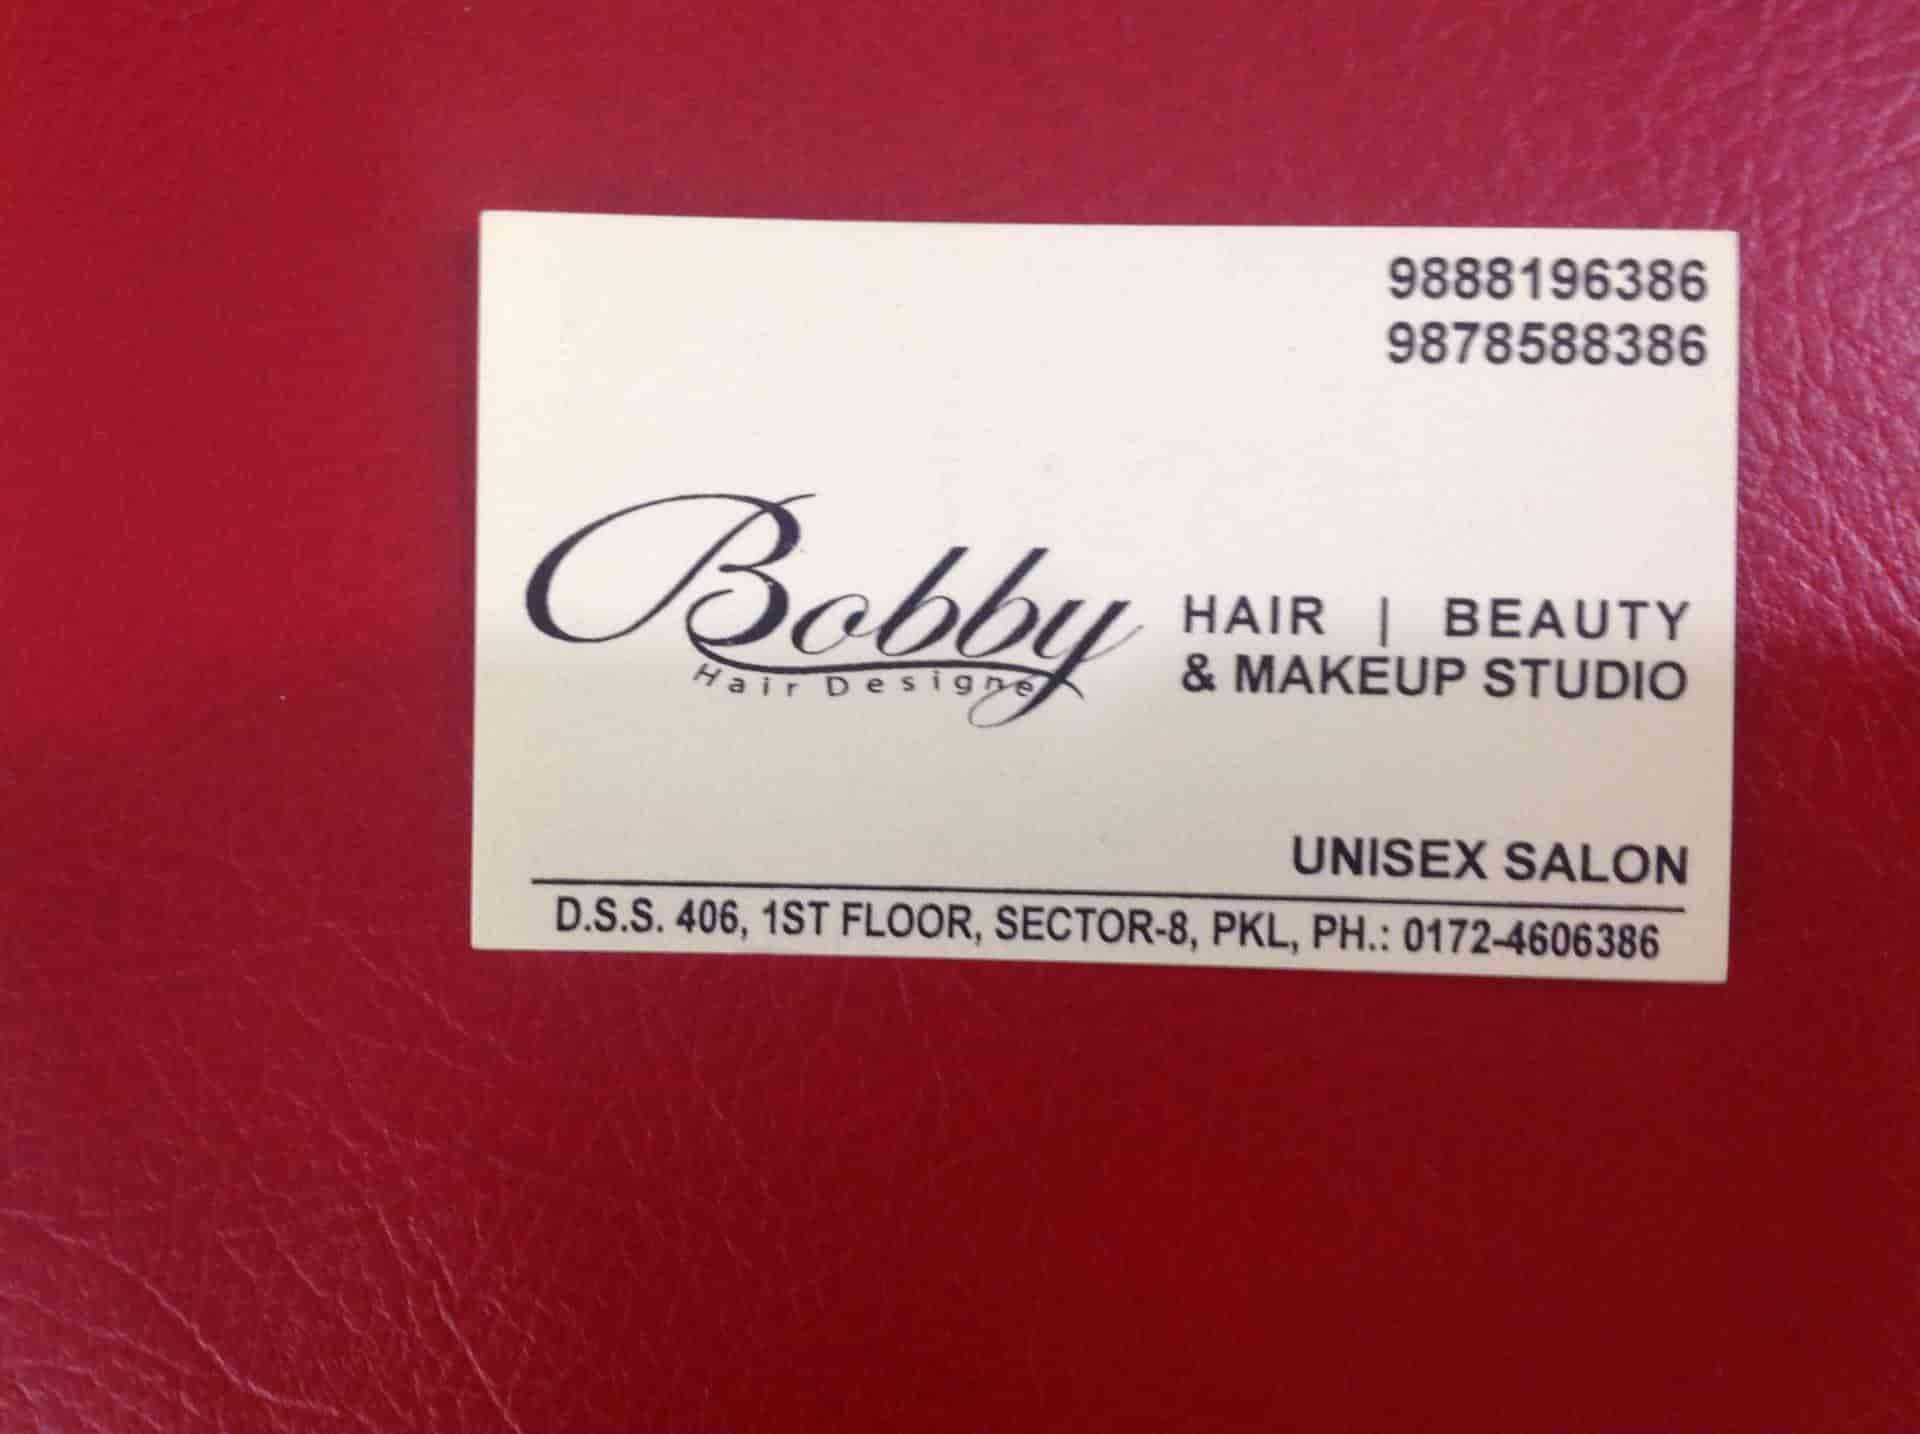 9888196386
9878588386
Bobby
Hair Designe
HAIR | BEAUTY
& MAKEUP STUDIO
UNISEX SALON
D.S.S. 406, 1ST FLOOR, SECTOR-8, PKL, PH.: 0172-4606386